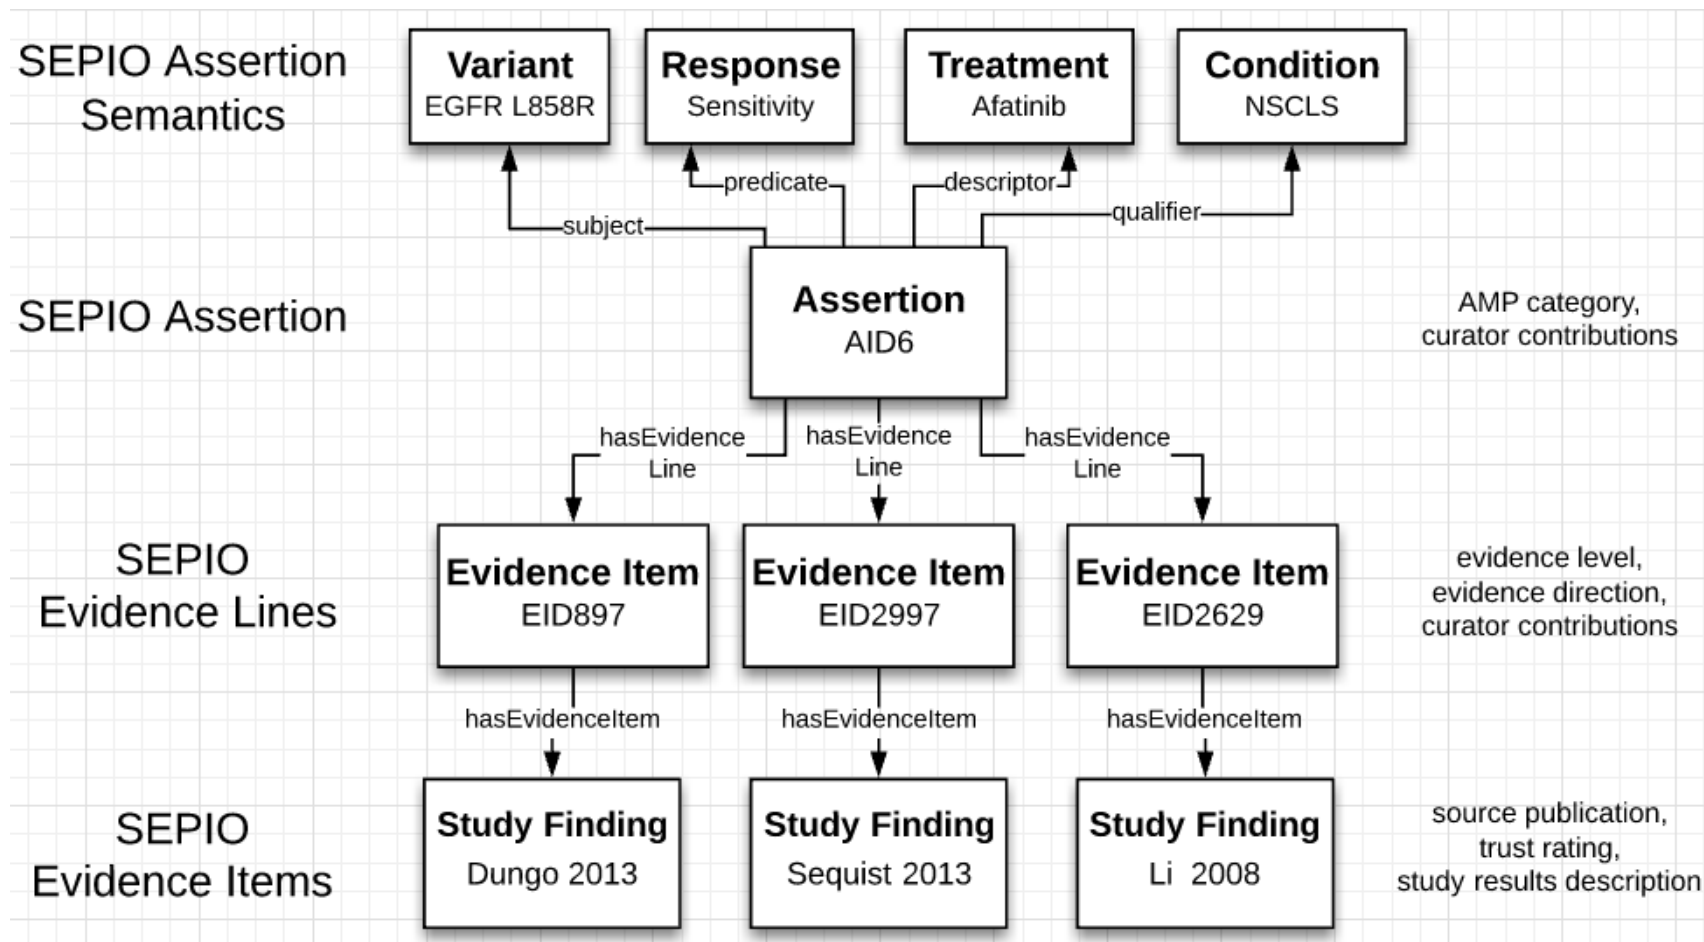 SEPIO Assertion
Semantics
Variant
EGFR L858R
Response
Sensitivity
Treatment
Afatinib
Condition
NSCLS
predicate
descriptor
subject
qualifier
SEPIO Assertion
Assertion
AID6
AMP category,
curator contributions
hasEvidence
Line
hasEvidence
Line
hasEvidence
Line
SEPIO
Evidence Lines
Evidence Item
EID897
Evidence Item
EID2997
Evidence Item
EID2629
evidence level,
evidence direction,
curator contributions
hasEvidenceItem
hasEvidenceItem
hasEvidenceItem
SEPIO
Evidence Items
Study Finding
Dungo 2013
Study Finding
Sequist 2013
Study Finding
Li 2008
source publication,
trust rating,
study results description